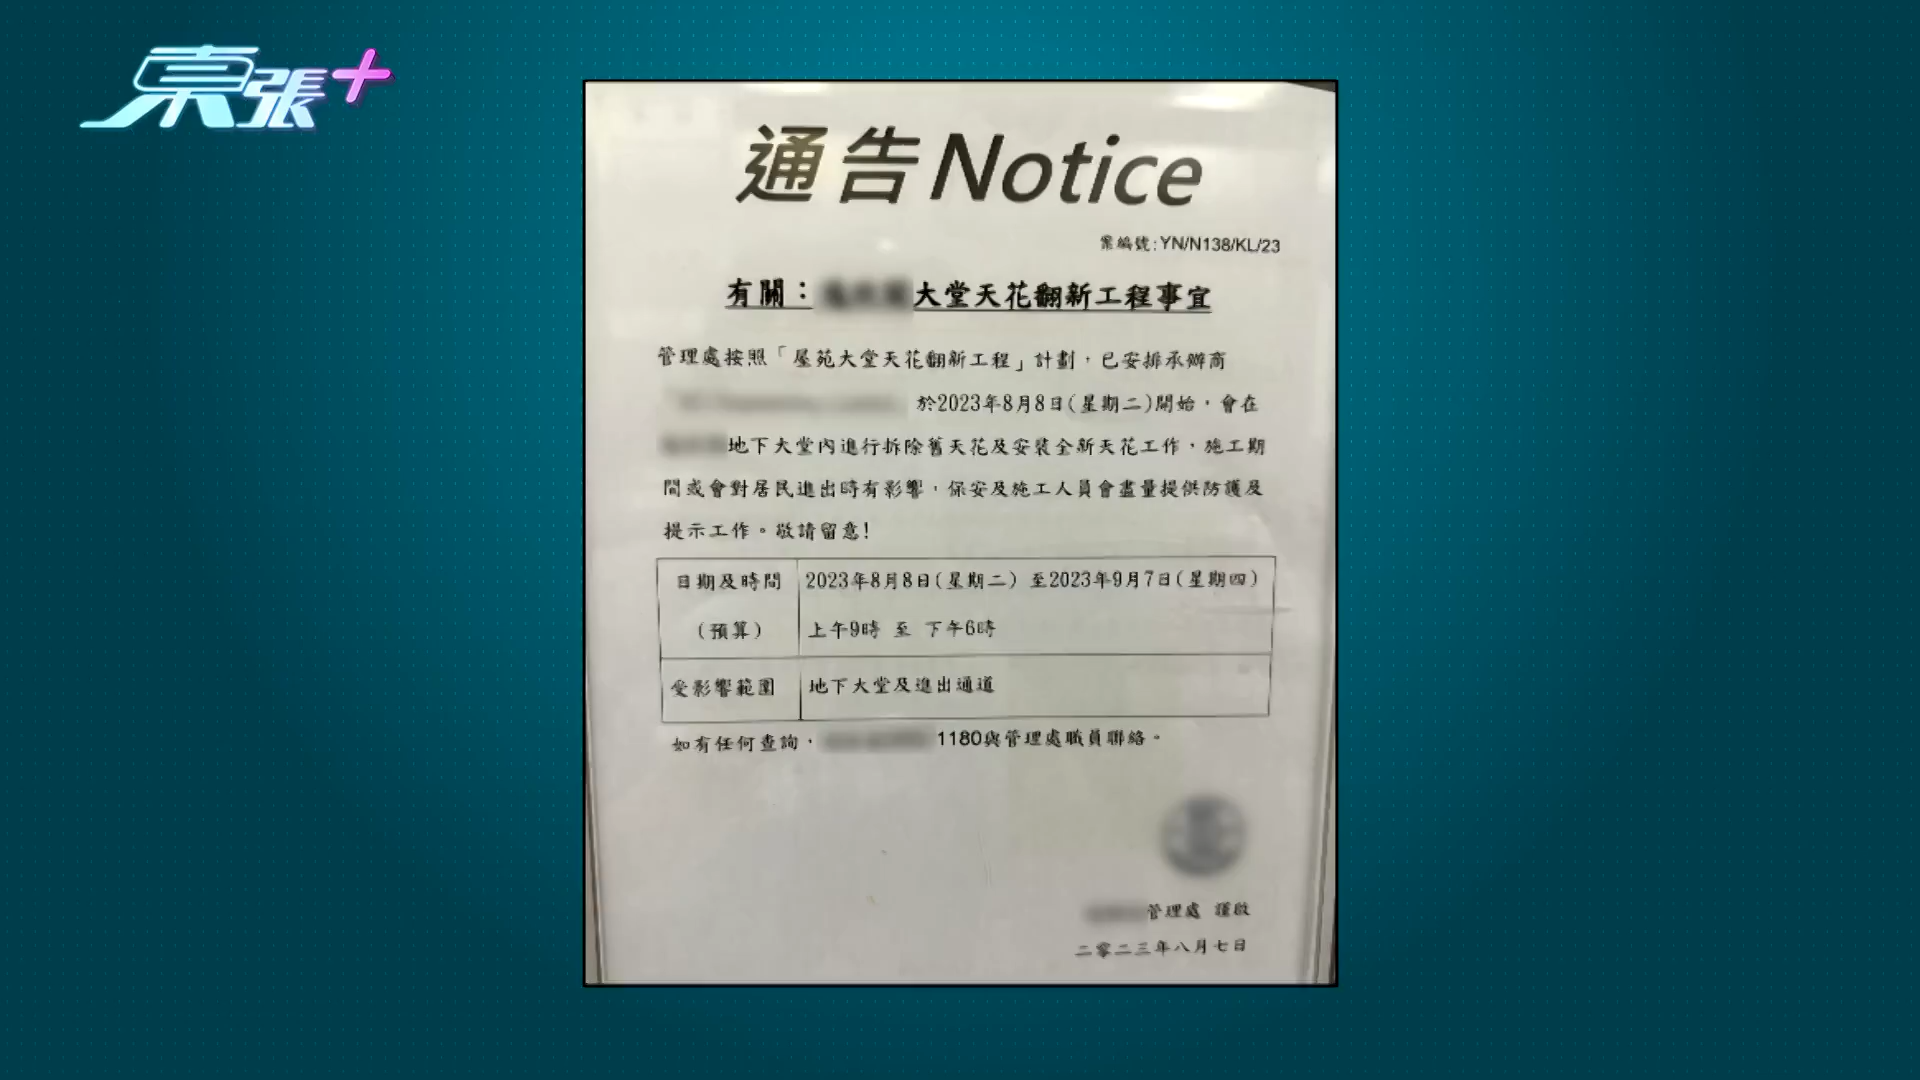 東張+
通告Notice
案編號:YN/N138/KL/23
有關：大堂天花翻新工程事宜
管理處按照「屋苑大堂天花翻新工程」計劃，已安排承辦商
於2023年8月8日(星期二)開始，會在
地下大堂內進行拆除舊天花及安裝全新天花工作，施工期
間或會對居民進出時有影響，保安及施工人員會盡量提供防護及
提示工作。敬請留意!
日期及時間
(預算)
2023年8月8日(星期二) 至2023年9月7日(星期四)
上午9時 至 下午6時
受影響範圍
地下大堂及進出通道
如有任何查詢，1180與管理處職員聯絡。
管理處 謹啟
二零二三年八月七日